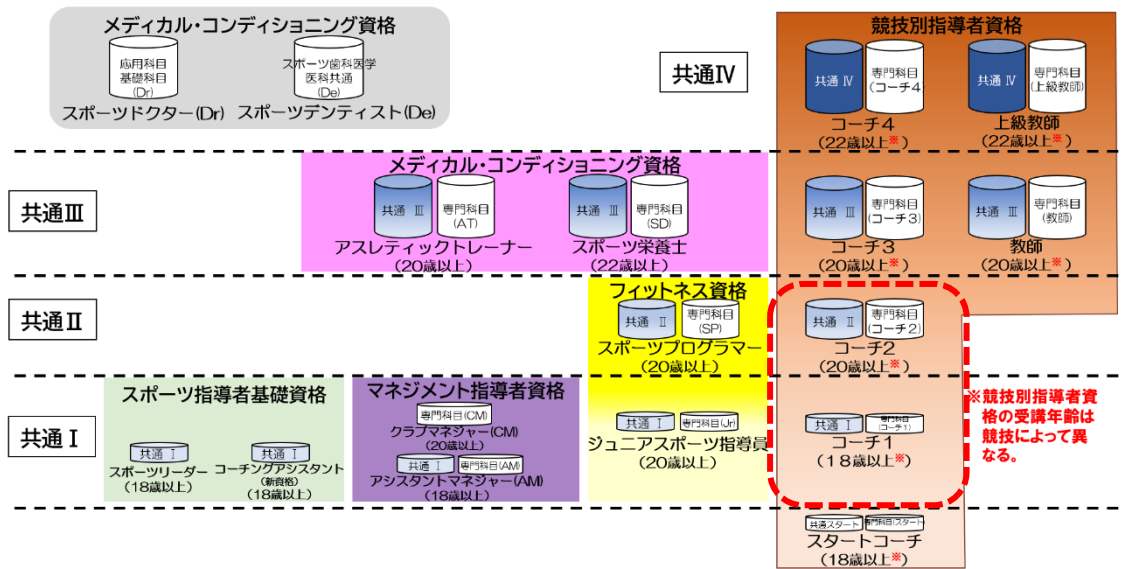 メディカル・コンディショニング資格
応用科目
基礎科目
(Dr)
スポーツドクター(Dr)
スポーツ歯科医学
医科共通
(De)
スポーツデンティスト(De)
共通Ⅳ
競技別指導者資格
共通 Ⅳ
専門科目
(コーチ4)
コーチ4
(22歳以上※)
共通 Ⅳ
専門科目
(上級教師)
上級教師
(22歳以上※)
共通Ⅲ
メディカル・コンディショニング資格
共通 Ⅲ
専門科目
(AT)
アスレティックトレーナー
(20歳以上)
共通 Ⅲ
専門科目
(SD)
スポーツ栄養士
(22歳以上)
共通 Ⅲ
専門科目
(コーチ3)
コーチ3
(20歳以上※)
共通 Ⅲ
専門科目
(教師)
教師
(20歳以上※)
共通Ⅱ
フィットネス資格
共通 Ⅱ
専門科目
(SP)
スポーツプログラマー
(20歳以上)
共通 Ⅱ
専門科目
(コーチ2)
コーチ2
(20歳以上※)
共通Ⅰ
スポーツ指導者基礎資格
共通 Ⅰ
スポーツリーダー
(18歳以上)
共通 Ⅰ
コーチングアシスタント
(新資格)
(18歳以上)
マネジメント指導者資格
専門科目(CM)
クラブマネジャー(CM)
(20歳以上)
共通 Ⅰ
専門科目(AM)
アシスタントマネジャー(AM)
(18歳以上)
共通 Ⅰ
専門科目(Jr)
ジュニアスポーツ指導員
(20歳以上)
共通 Ⅰ
専門科目
(コーチ1)
コーチ1
(18歳以上※)
※競技別指導者資
格の受講年齢は
競技によって異
なる。
共通スタート
専門科目(スタート)
スタートコーチ
(18歳以上※)